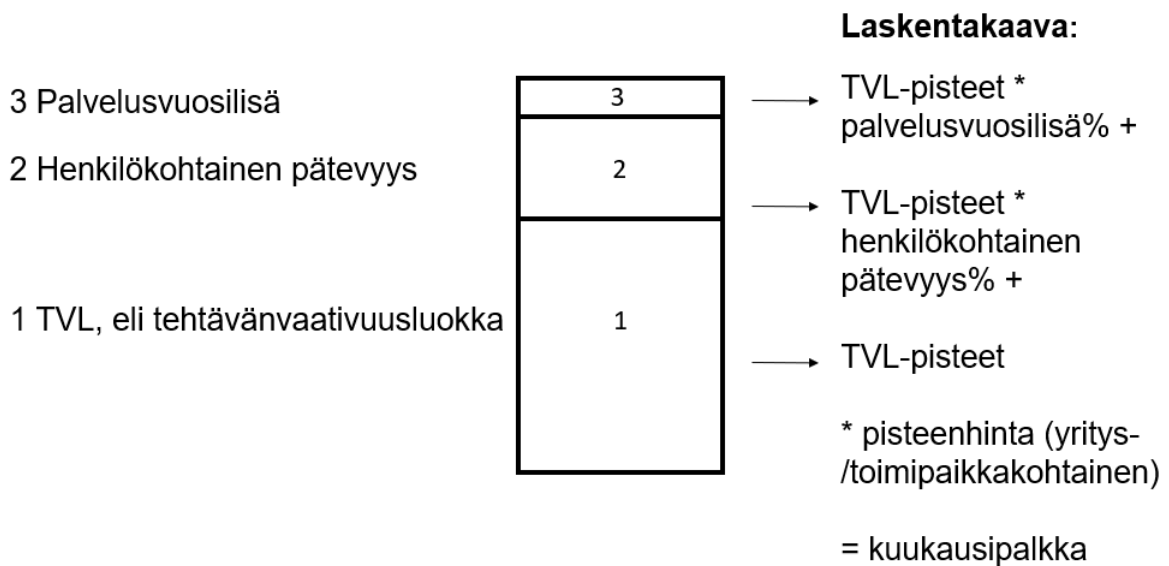 Laskentakaava:
3 Palvelusvuosilisä
3
TVL-pisteet *
palvelusvuosilisä% +
2 Henkilökohtainen pätevyys
2
TVL-pisteet *
henkilökohtainen
pätevyys% +
1 TVL, eli tehtävänvaativuusluokka
1
TVL-pisteet
* pisteenhinta (yritys-
/toimipaikkakohtainen)
= kuukausipalkka